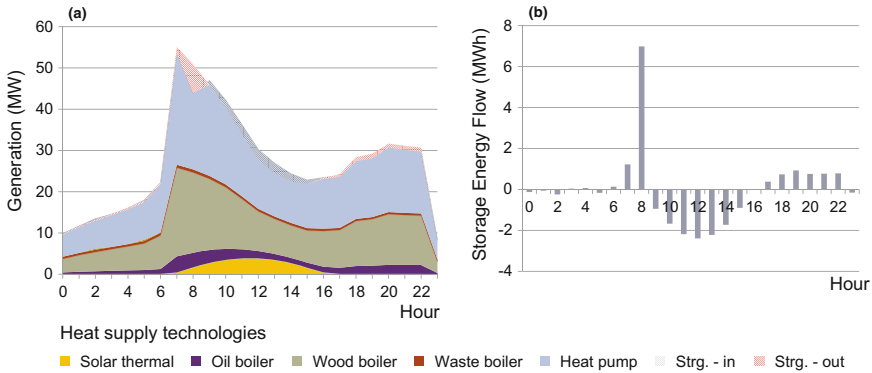 (a)
Generation (MW)
60
50
40
30
20
10
0
0 2 4 6 8 10 12 14 16 18 20 22
Hour
(b)
Storage Energy Flow (MWh)
8
6
4
2
0
-2
-4
0 2 4 6 8 10 12 14 16 18 20 22
Hour
Heat supply technologies
Solar thermal Oil boiler Wood boiler Waste boiler Heat pump Strg. - in Strg. - out